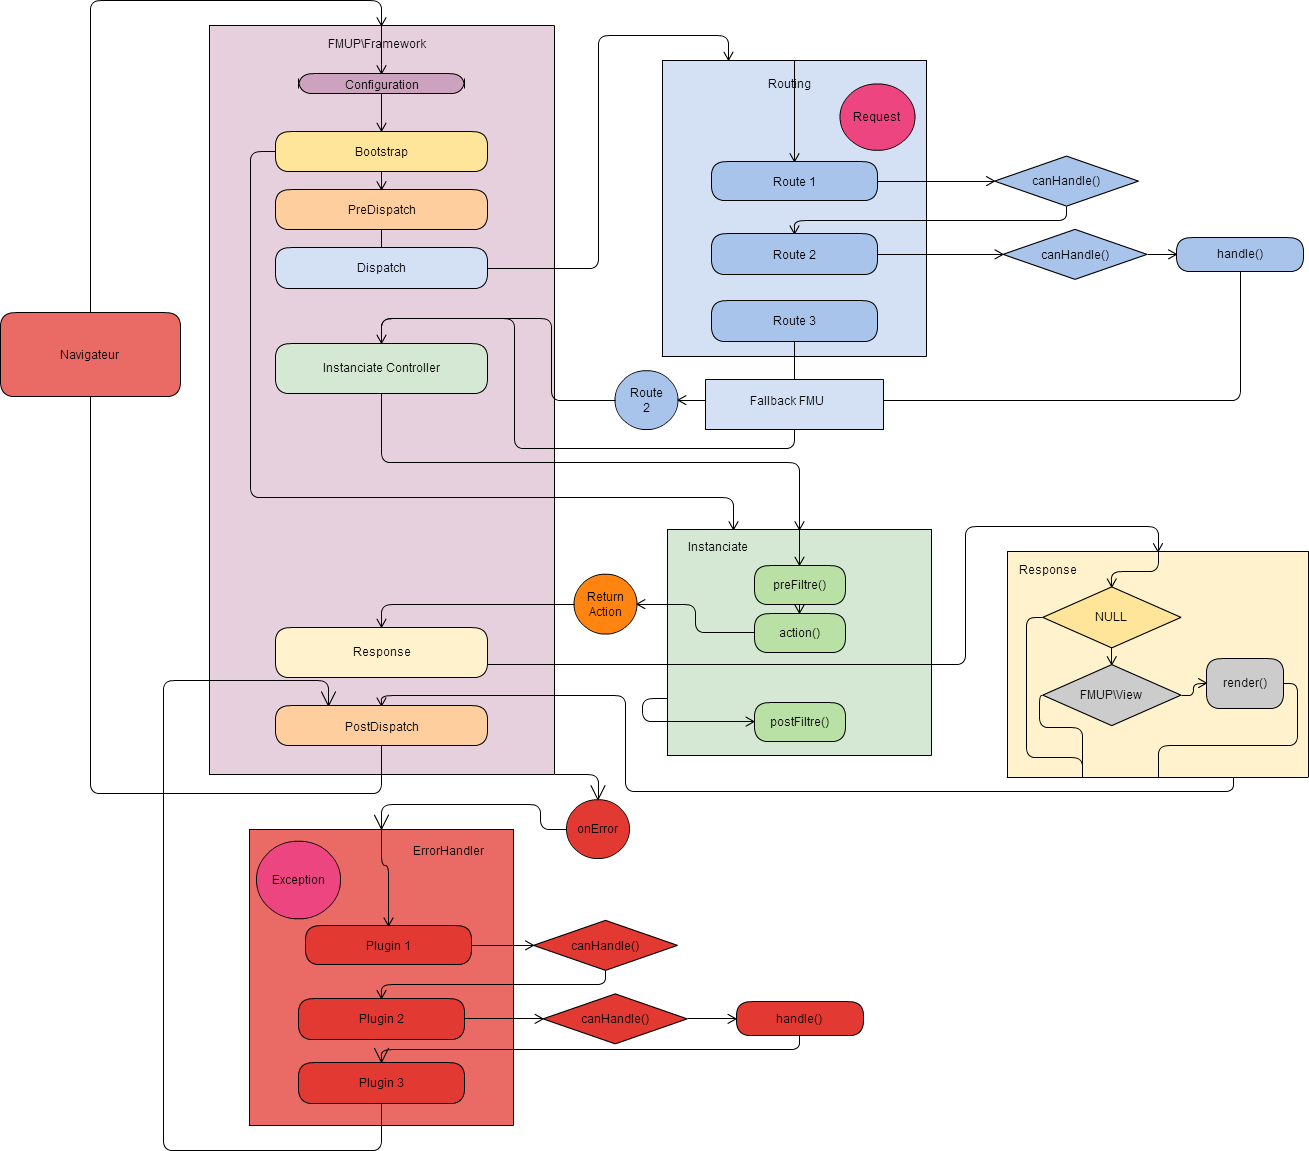 FMUP\Framework
Configuration
Bootstrap
PreDispatch
Dispatch
Navigateur
Instanciate Controller
Routing
Request
Route 1
canHandle()
Route 2
canHandle()
handle()
Route 3
Route
2
Fallback FMU
Instanciate
preFiltre()
action()
postFiltre()
Return
Action
Response
PostDispatch
Response
NULL
FMUP\View
render()
onError
ErrorHandler
Exception
Plugin 1
canHandle()
Plugin 2
canHandle()
handle()
Plugin 3